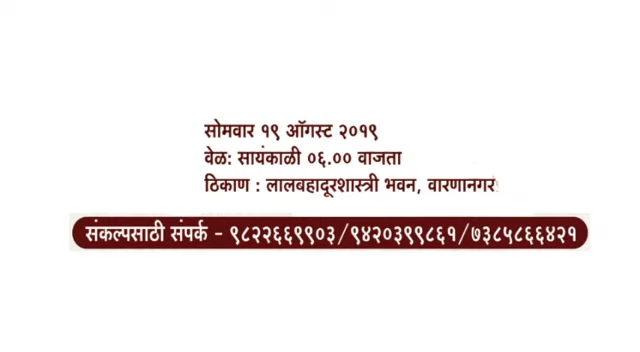 सोमवार १९ ऑगस्ट २०१९
वेळ: सायंकाळी ०६.०० वाजता
ठिकाण : लालबहादूरशास्त्री भवन, वारणानगर
संकल्पसाठी संपर्क - ९८२२६६९९०३/९४२०३९९८६१/७३८५८६६४२१